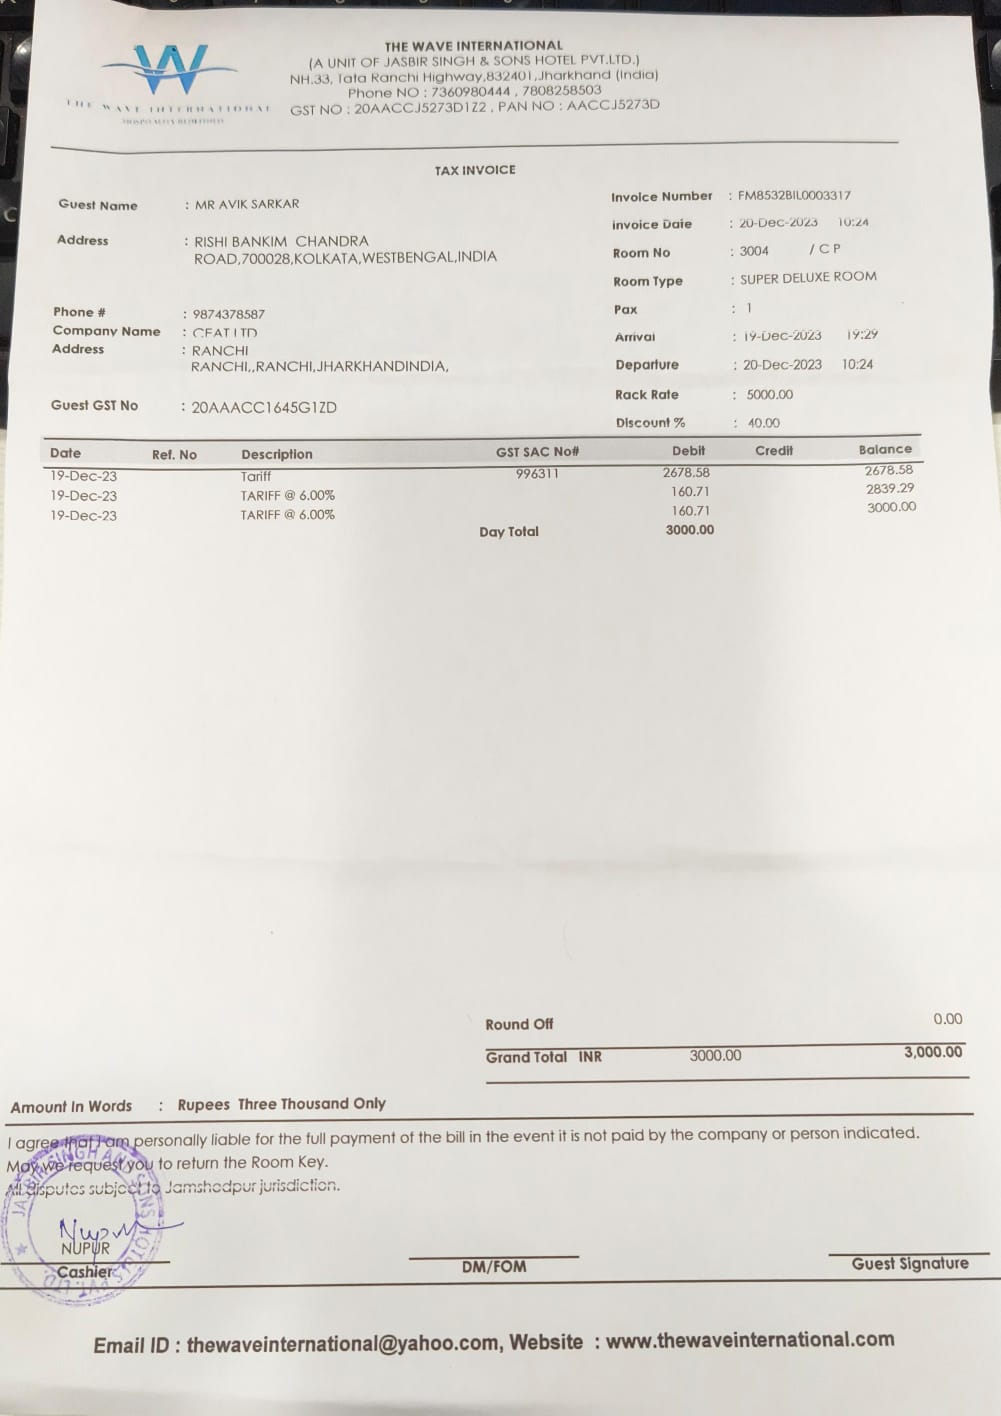 W
THE WAVE INTERNATIONAL
THE WAVE INTERNATIONAL
(A UNIT OF JASBIR SINGH & SONS HOTEL PVT.LTD.)
NH.33, Tata Ranchi Highway,832401,Jharkhand (India)
Phone NO : 7360980444 , 7808258503
GST NO : 20AACCJ5273D1Z2 , PAN NO : AACCJ5273D
TAX INVOICE
Guest Name : MR AVIK SARKAR
Address : RISHI BANKIM CHANDRA
ROAD,700028,KOLKATA,WESTBENGAL,INDIA
Phone # : 9874378587
Company Name : CEAT LTD
Address : RANCHI
RANCHI,,RANCHI,JHARKHANDINDIA,
Guest GST No : 20AAACC1645G1ZD
Invoice Number : FM8532BIL0003317
Invoice Date : 20-Dec-2023 10:24
Room No : 3004 / C P
Room Type : SUPER DELUXE ROOM
Pax : 1
Arrival : 19-Dec-2023 19:29
Departure : 20-Dec-2023 10:24
Rack Rate : 5000.00
Discount % : 40.00
Date Ref. No Description GST SAC No# Debit Credit Balance
19-Dec-23 Tariff 996311 2678.58 2678.58
19-Dec-23 TARIFF @ 6.00% 160.71 2839.29
19-Dec-23 TARIFF @ 6.00% 160.71 3000.00
Day Total 3000.00
Round Off 0.00
Grand Total INR 3000.00 3,000.00
Amount In Words : Rupees Three Thousand Only
I agree that I am personally liable for the full payment of the bill in the event it is not paid by the company or person indicated.
May we request you to return the Room Key.
All disputes subject to Jamshedpur jurisdiction.
JASBIR SINGH AND SONS HOTELS PVT. LTD.
Nupur
NUPUR
Cashier
DM/FOM
Guest Signature
Email ID : thewaveinternational@yahoo.com, Website : www.thewaveinternational.com